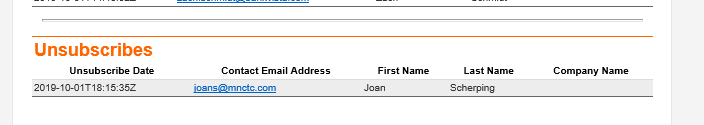 Unsubscribes
Unsubscribe Date Contact Email Address First Name Last Name Company Name
2019-10-01T18:15:35Z joans@mnctc.com Joan Scherping